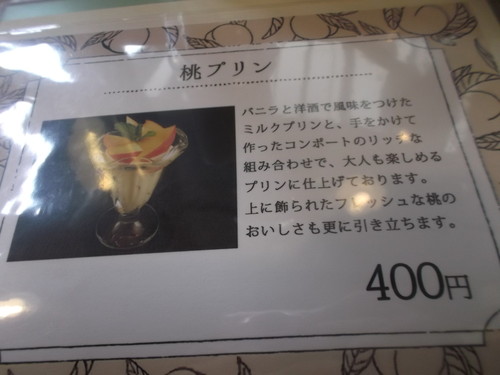 桃プリン
バニラと洋酒で風味をつけた
ミルクプリンと、手をかけて
作ったコンポートのリッチな
組み合わせで、大人も楽しめる
プリンに仕上げております。
上に飾られたフレッシュな桃の
おいしさも更に引き立ちます。
400円